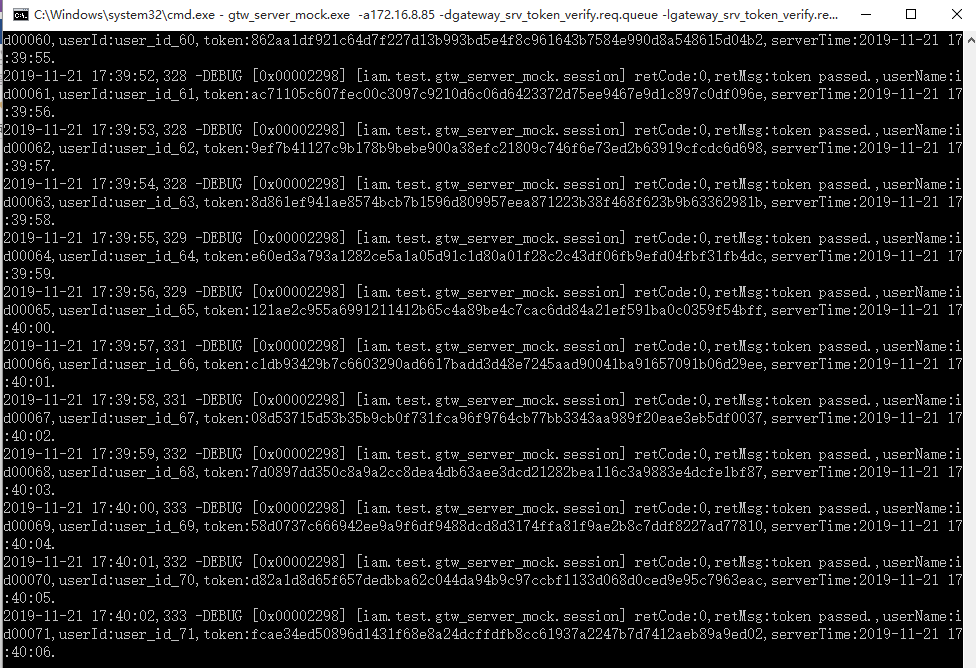 C:\Windows\system32\cmd.exe - gtw_server_mock.exe  -a172.16.8.85 -dgateway_srv_token_verify.req.queue -lgateway_srv_token_verify.re...
d00060,userId:user_id_60,token:862aa1df921c64d7f227d13b993bd5e4f8c961643b7584e990d8a548615d04b2,serverTime:2019-11-21 17
:39:55.
2019-11-21 17:39:52,328 -DEBUG [0x00002298] [iam.test.gtw_server_mock.session] retCode:0,retMsg:token passed.,userName:i
d00061,userId:user_id_61,token:ac71105c607fec00c3097c9210d6c06d6423372d75ee9467e9d1c897c0df096e,serverTime:2019-11-21 17
:39:56.
2019-11-21 17:39:53,328 -DEBUG [0x00002298] [iam.test.gtw_server_mock.session] retCode:0,retMsg:token passed.,userName:i
d00062,userId:user_id_62,token:9ef7b41127c9b178b9bebe900a38efc21809c746f6e73ed2b63919cfcdc6d698,serverTime:2019-11-21 17
:39:57.
2019-11-21 17:39:54,328 -DEBUG [0x00002298] [iam.test.gtw_server_mock.session] retCode:0,retMsg:token passed.,userName:i
d00063,userId:user_id_63,token:8d861ef941ae8574bcb7b1596d809957eea871223b38f468f623b9b63362981b,serverTime:2019-11-21 17
:39:58.
2019-11-21 17:39:55,329 -DEBUG [0x00002298] [iam.test.gtw_server_mock.session] retCode:0,retMsg:token passed.,userName:i
d00064,userId:user_id_64,token:e60ed3a793a1282ce5a1a05d91c1d80a01f28c2c43df06fb9efd04fbf31fb4dc,serverTime:2019-11-21 17
:39:59.
2019-11-21 17:39:56,329 -DEBUG [0x00002298] [iam.test.gtw_server_mock.session] retCode:0,retMsg:token passed.,userName:i
d00065,userId:user_id_65,token:121ae2c955a6991211412b65c4a89be4c7cac6dd84a21ef591ba0c0359f54bff,serverTime:2019-11-21 17
:40:00.
2019-11-21 17:39:57,331 -DEBUG [0x00002298] [iam.test.gtw_server_mock.session] retCode:0,retMsg:token passed.,userName:i
d00066,userId:user_id_66,token:c1db93429b7c6603290ad6617badd3d48e7245aad90041ba91657091b06d29ee,serverTime:2019-11-21 17
:40:01.
2019-11-21 17:39:58,331 -DEBUG [0x00002298] [iam.test.gtw_server_mock.session] retCode:0,retMsg:token passed.,userName:i
d00067,userId:user_id_67,token:08d53715d53b35b9cb0f731fca96f9764cb77bb3343aa989f20eae3eb5df0037,serverTime:2019-11-21 17
:40:02.
2019-11-21 17:39:59,332 -DEBUG [0x00002298] [iam.test.gtw_server_mock.session] retCode:0,retMsg:token passed.,userName:i
d00068,userId:user_id_68,token:7d0897dd350c8a9a2cc8dea4db63aee3dcd21282bea116c3a9883e4dcfe1bf87,serverTime:2019-11-21 17
:40:03.
2019-11-21 17:40:00,333 -DEBUG [0x00002298] [iam.test.gtw_server_mock.session] retCode:0,retMsg:token passed.,userName:i
d00069,userId:user_id_69,token:58d0737c666942ee9a9f6df9488dcd8d3174ffa81f9ae2b8c7ddf8227ad77810,serverTime:2019-11-21 17
:40:04.
2019-11-21 17:40:01,332 -DEBUG [0x00002298] [iam.test.gtw_server_mock.session] retCode:0,retMsg:token passed.,userName:i
d00070,userId:user_id_70,token:d82a1d8d65f657dedbba62c044da94b9c97ccbf1133d068d0ced9e95c7963eac,serverTime:2019-11-21 17
:40:05.
2019-11-21 17:40:02,333 -DEBUG [0x00002298] [iam.test.gtw_server_mock.session] retCode:0,retMsg:token passed.,userName:i
d00071,userId:user_id_71,token:fcae34ed50896d1431f68e8a24dcffdfb8cc61937a2247b7d7412aeb89a9ed02,serverTime:2019-11-21 17
:40:06.